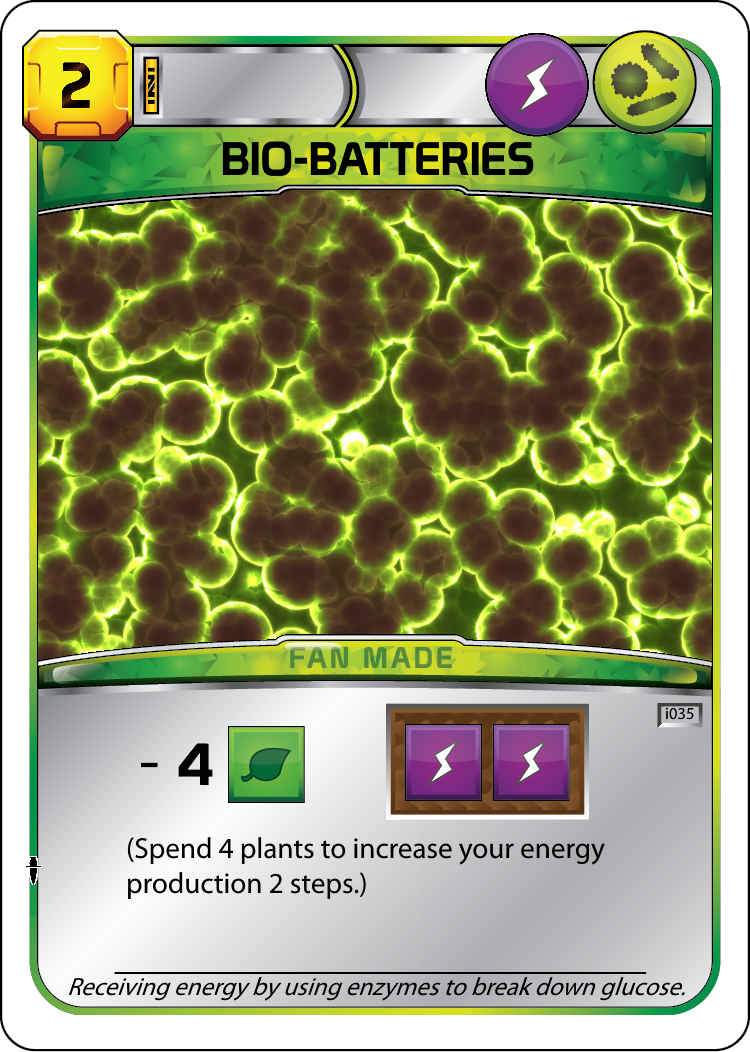 2
BIO-BATTERIES
FAN MADE
i035
- 4
(Spend 4 plants to increase your energy
production 2 steps.)
Receiving energy by using enzymes to break down glucose.